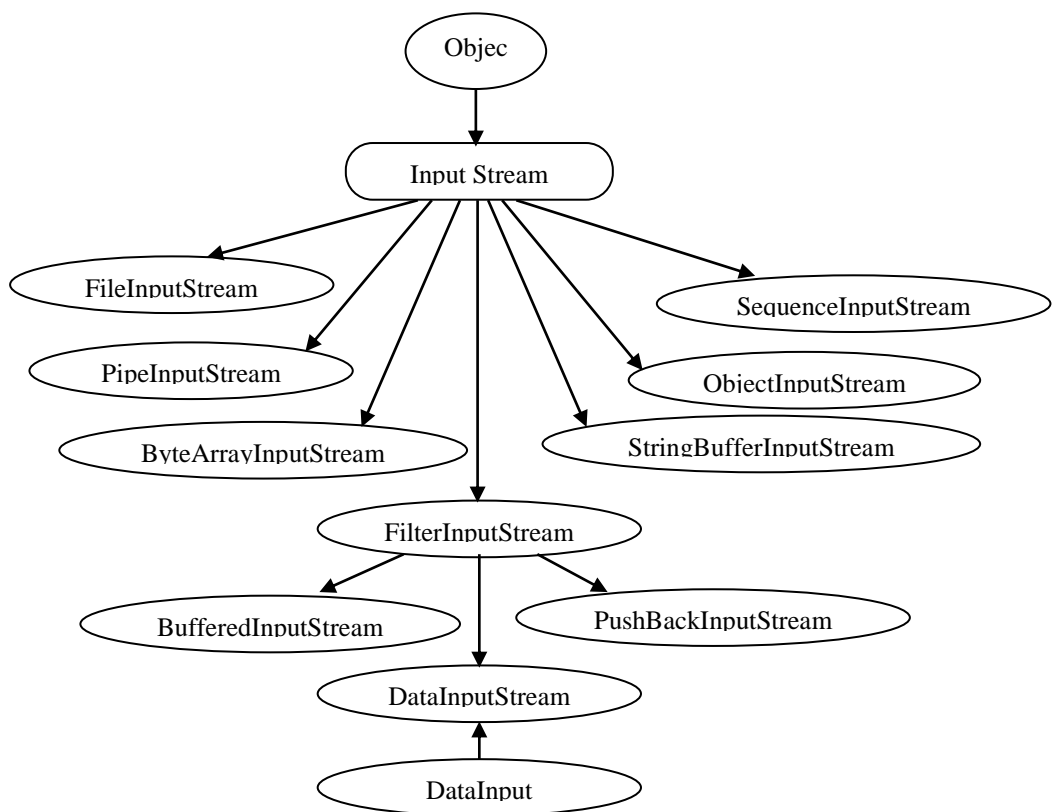 Objec
Input Stream
FileInputStream
SequenceInputStream
PipeInputStream
ObjectInputStream
ByteArrayInputStream
StringBufferInputStream
FilterInputStream
BufferedInputStream
PushBackInputStream
DataInputStream
DataInput